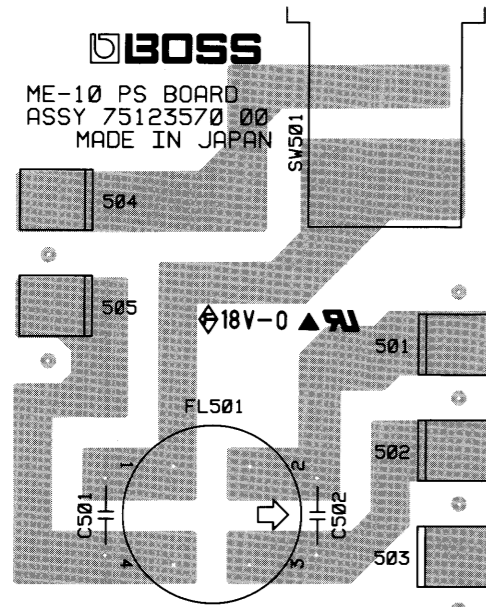 BOSS
ME-10 PS BOARD
ASSY 75123570 00
MADE IN JAPAN
SW501
504
505
18V-0
501
FL501
502
1
2
C501
C502
4
3
503